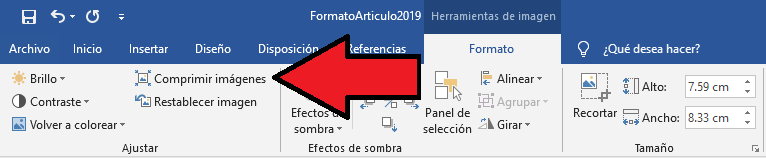 FormatoArticulo2019
Herramientas de imagen
Archivo Inicio Insertar Diseño Disposición Referencias Formato ¿Qué desea hacer?
Brillo Comprimir imágenes
Contraste Restablecer imagen
Volver a colorear
Ajustar
Efectos de sombra
Efectos de sombra
Panel de selección
Alinear
Agrupar
Girar
Recortar
Alto: 7.59 cm
Ancho: 8.33 cm
Tamaño